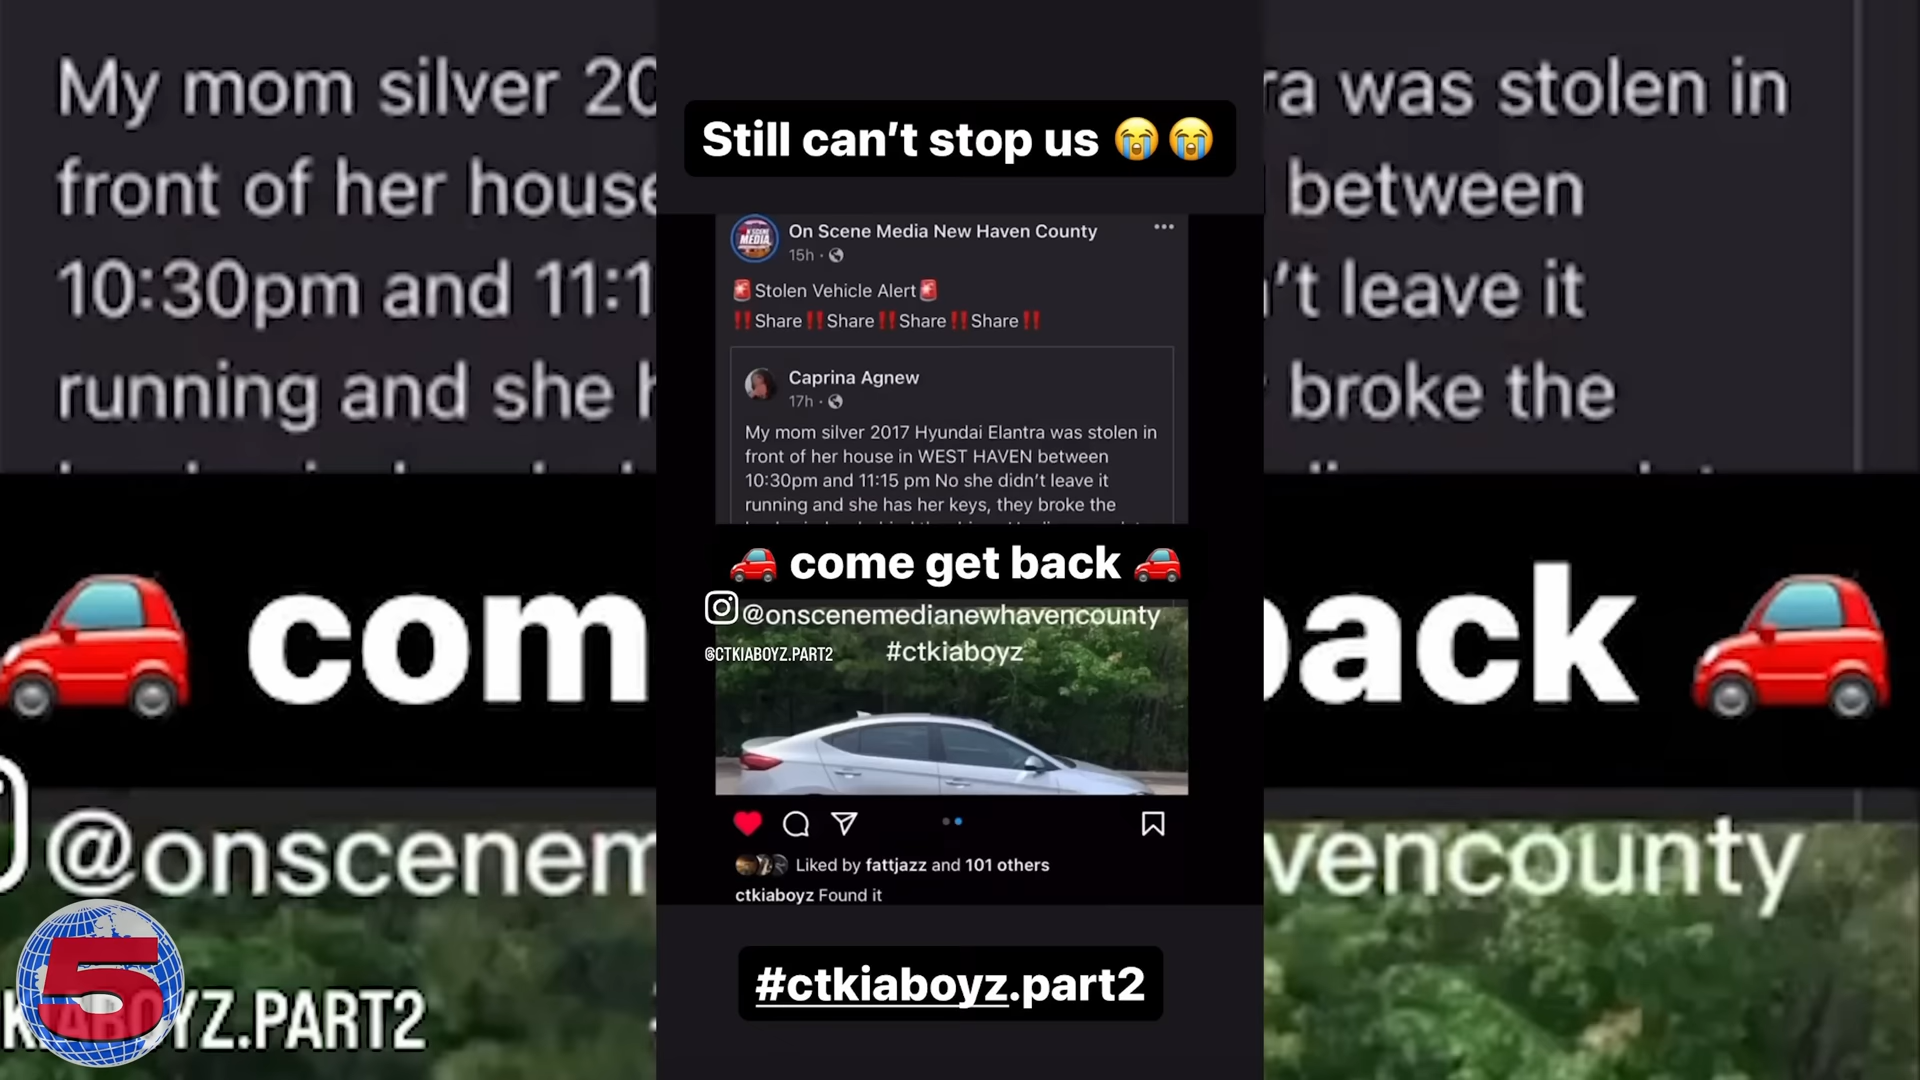 My mom silver 20
front of her house
10:30pm and 11:1
running and she h
com
@onscenem
KIABOYZ.PART2
5
Still can’t stop us 😭😭
On Scene Media New Haven County
15h ·
🚨Stolen Vehicle Alert🚨
‼️Share‼️Share‼️Share‼️Share‼️
Caprina Agnew
17h ·
My mom silver 2017 Hyundai Elantra was stolen in
front of her house in WEST HAVEN between
10:30pm and 11:15 pm No she didn’t leave it
running and she has her keys, they broke the
🚗 come get back 🚗
@onscenemedianewhavencounty
@CTKIABOYZ.PART2 #ctkiaboyz
Liked by fattjazz and 101 others
ctkiaboyz Found it
#ctkiaboyz.part2
ra was stolen in
between
’t leave it
broke the
ack 🚗
vencounty